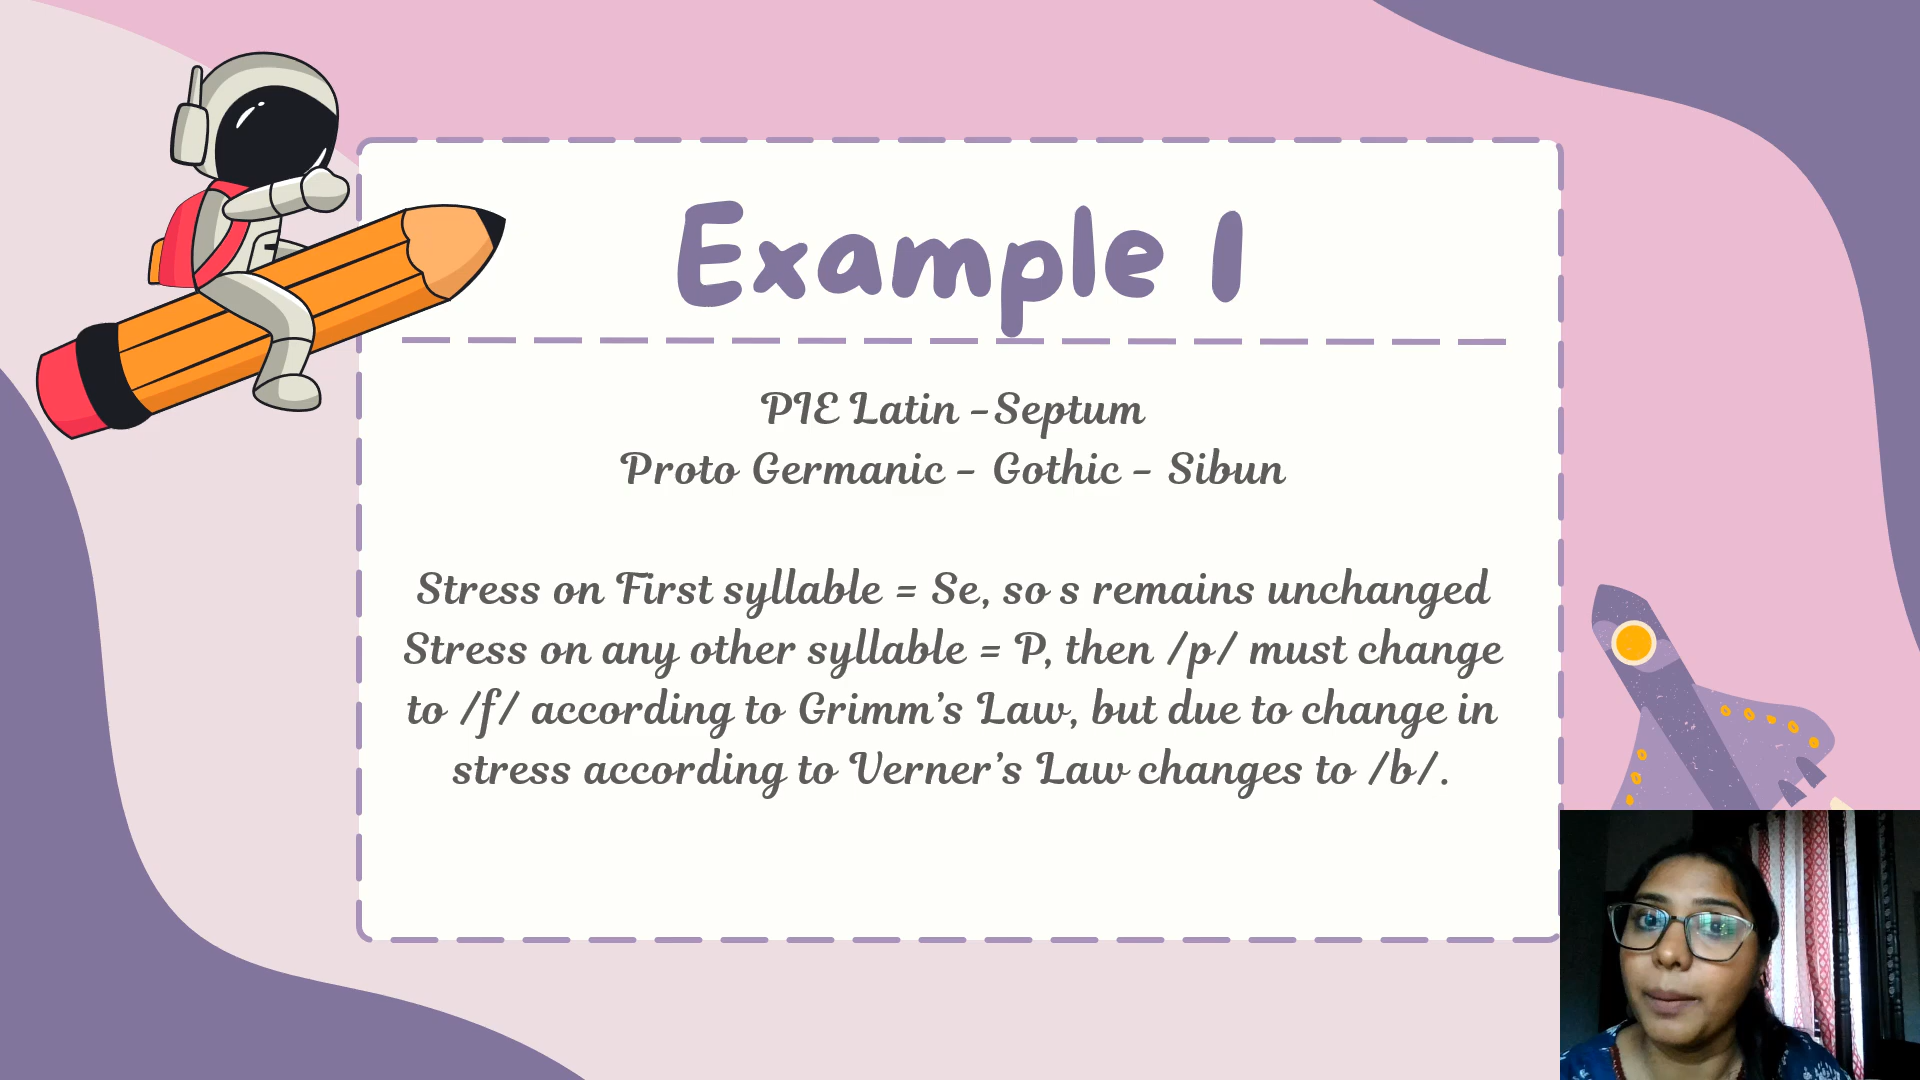 Example 1
PIE Latin - Septum
Proto Germanic - Gothic - Sibun
Stress on First syllable = Se, so s remains unchanged
Stress on any other syllable = P, then /p/ must change
to /f/ according to Grimm's Law, but due to change in
stress according to Verner's Law changes to /b/.